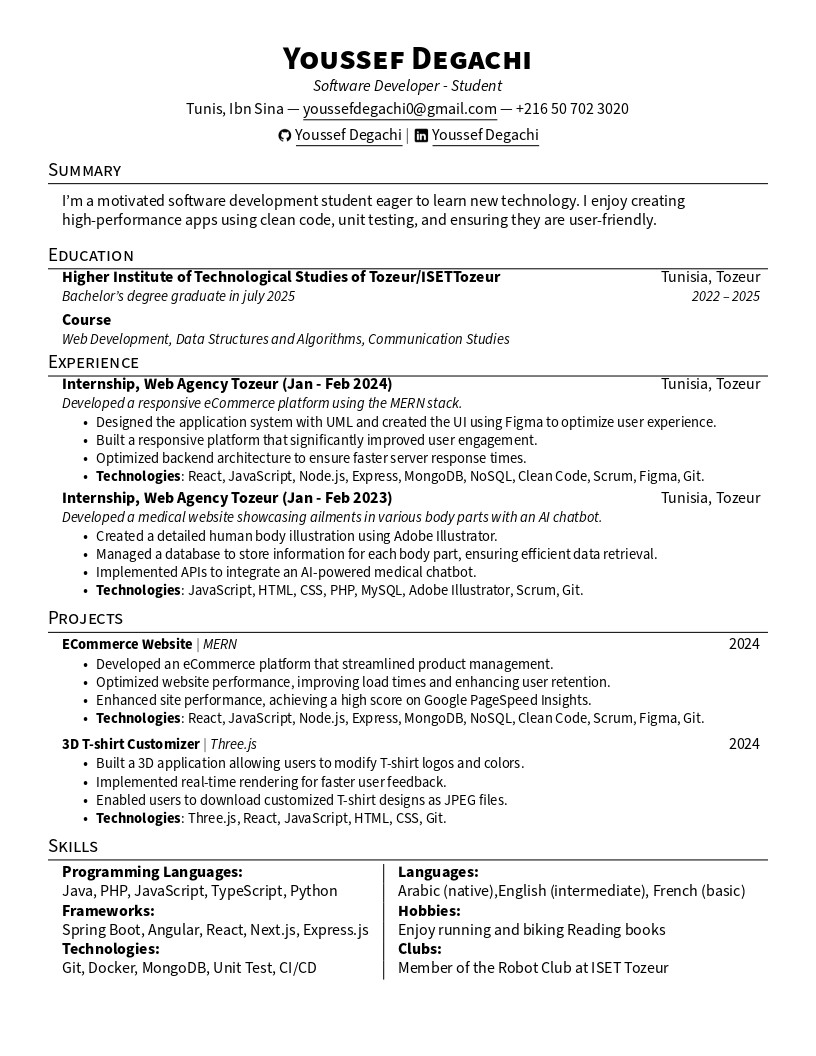 Youssef Degachi
Software Developer - Student
Tunis, Ibn Sina — youssefdegachi0@gmail.com — +216 50 702 3020
Youssef Degachi | Youssef Degachi
Summary
I'm a motivated software development student eager to learn new technology. I enjoy creating
high-performance apps using clean code, unit testing, and ensuring they are user-friendly.
Education
Higher Institute of Technological Studies of Tozeur/ISETTozeur Tunisia, Tozeur
Bachelor's degree graduate in july 2025 2022 – 2025
Course
Web Development, Data Structures and Algorithms, Communication Studies
Experience
Internship, Web Agency Tozeur (Jan - Feb 2024) Tunisia, Tozeur
Developed a responsive eCommerce platform using the MERN stack.
• Designed the application system with UML and created the UI using Figma to optimize user experience.
• Built a responsive platform that significantly improved user engagement.
• Optimized backend architecture to ensure faster server response times.
• Technologies: React, JavaScript, Node.js, Express, MongoDB, NoSQL, Clean Code, Scrum, Figma, Git.
Internship, Web Agency Tozeur (Jan - Feb 2023) Tunisia, Tozeur
Developed a medical website showcasing ailments in various body parts with an AI chatbot.
• Created a detailed human body illustration using Adobe Illustrator.
• Managed a database to store information for each body part, ensuring efficient data retrieval.
• Implemented APIs to integrate an AI-powered medical chatbot.
• Technologies: JavaScript, HTML, CSS, PHP, MySQL, Adobe Illustrator, Scrum, Git.
Projects
ECommerce Website | MERN 2024
• Developed an eCommerce platform that streamlined product management.
• Optimized website performance, improving load times and enhancing user retention.
• Enhanced site performance, achieving a high score on Google PageSpeed Insights.
• Technologies: React, JavaScript, Node.js, Express, MongoDB, NoSQL, Clean Code, Scrum, Figma, Git.
3D T-shirt Customizer | Three.js 2024
• Built a 3D application allowing users to modify T-shirt logos and colors.
• Implemented real-time rendering for faster user feedback.
• Enabled users to download customized T-shirt designs as JPEG files.
• Technologies: Three.js, React, JavaScript, HTML, CSS, Git.
Skills
Programming Languages:
Java, PHP, JavaScript, TypeScript, Python
Frameworks:
Spring Boot, Angular, React, Next.js, Express.js
Technologies:
Git, Docker, MongoDB, Unit Test, CI/CD
Languages:
Arabic (native),English (intermediate), French (basic)
Hobbies:
Enjoy running and biking Reading books
Clubs:
Member of the Robot Club at ISET Tozeur